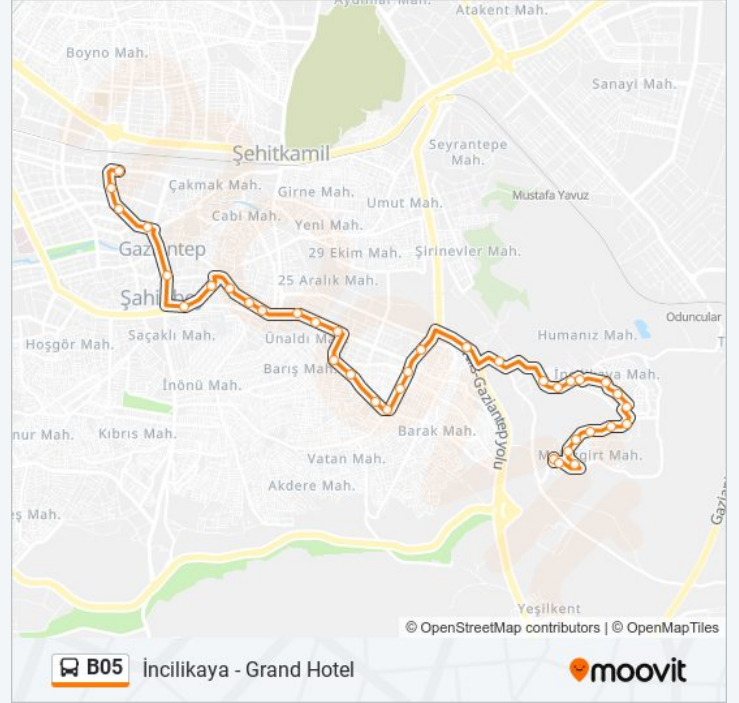 Atakent Mah.
Boyno Mah.
Sanayi Mah.
Şehitkamil
Seyrantepe
Mah.
Çakmak Mah.
Girne Mah.
Mustafa Yavuz
Umut Mah.
Cabi Mah.
Yeni Mah.
Gaziantep
29 Ekim Mah.
Şirinevler Mah.
25 Aralık Mah.
Oduncular
Hoşgör Mah.
Saçaklı Mah.
Ünaldı
Humanız Mah.
Barış Mah.
Mah.
İnönü Mah.
Kıbrıs Mah.
Barak Mah.
-Gaziantep yolu
Vatan Mah.
Mah.
Akdere Mah.
Yeşilkent
© OpenStreetMap contributors | © OpenMapTiles
B05 İncilikaya - Grand Hotel
moovit